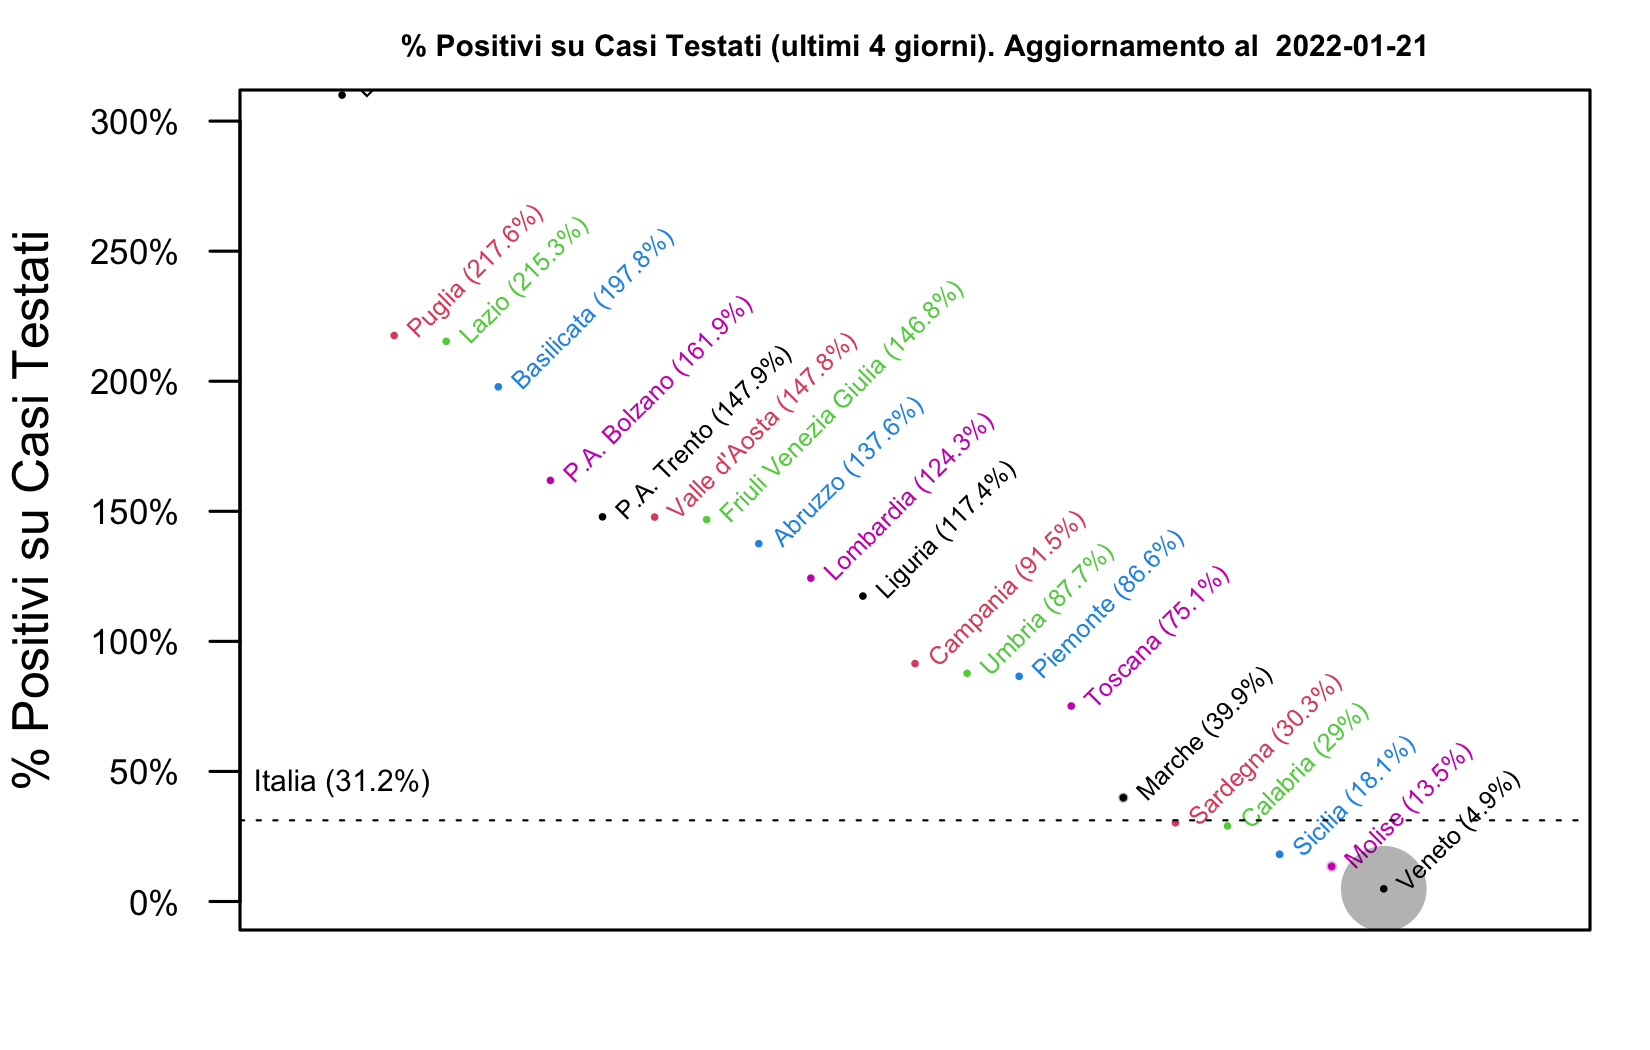 % Positivi su Casi Testati (ultimi 4 giorni). Aggiornamento al  2022-01-21
% Positivi su Casi Testati
300%
250%
200%
150%
100%
50%
0%
Puglia (217.6%)
Lazio (215.3%)
Basilicata (197.8%)
P.A. Bolzano (161.9%)
P.A. Trento (147.9%)
Valle d'Aosta (147.8%)
Friuli Venezia Giulia (146.8%)
Abruzzo (137.6%)
Lombardia (124.3%)
Liguria (117.4%)
Campania (91.5%)
Umbria (87.7%)
Piemonte (86.6%)
Toscana (75.1%)
Marche (39.9%)
Sardegna (30.3%)
Calabria (29%)
Sicilia (18.1%)
Molise (13.5%)
Veneto (4.9%)
Italia (31.2%)